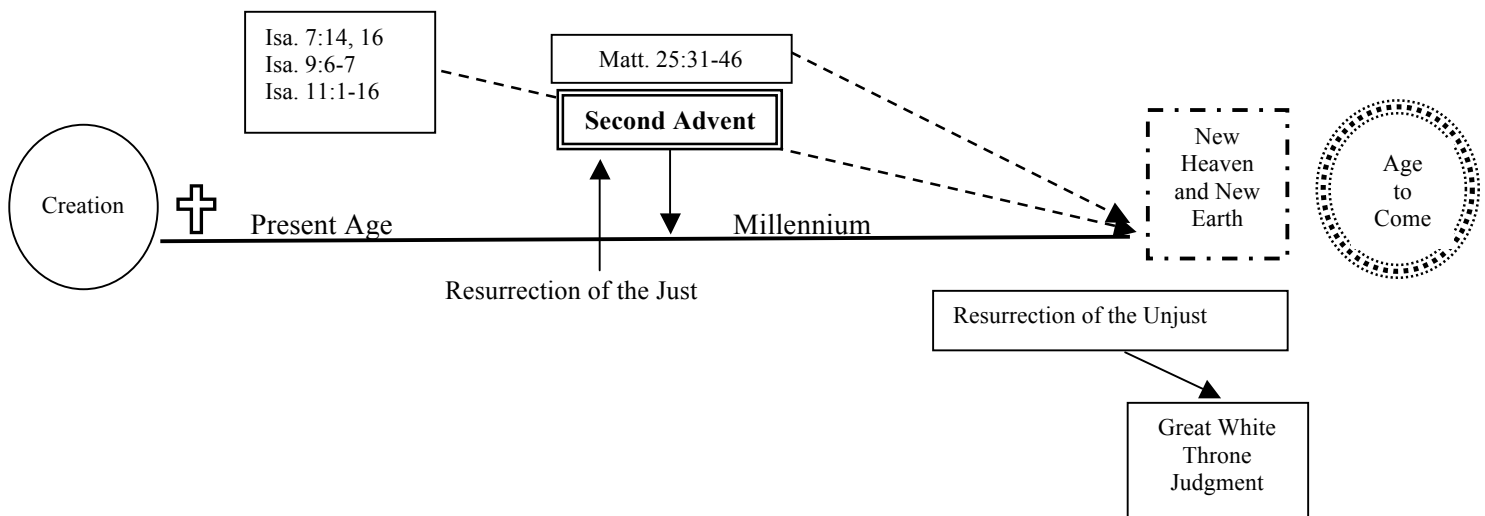 Isa. 7:14, 16
Isa. 9:6-7
Isa. 11:1-16
Matt. 25:31-46
Second Advent
Creation
Present Age
Millennium
New
Heaven
and New
Earth
Age
to
Come
Resurrection of the Just
Resurrection of the Unjust
Great White
Throne
Judgment